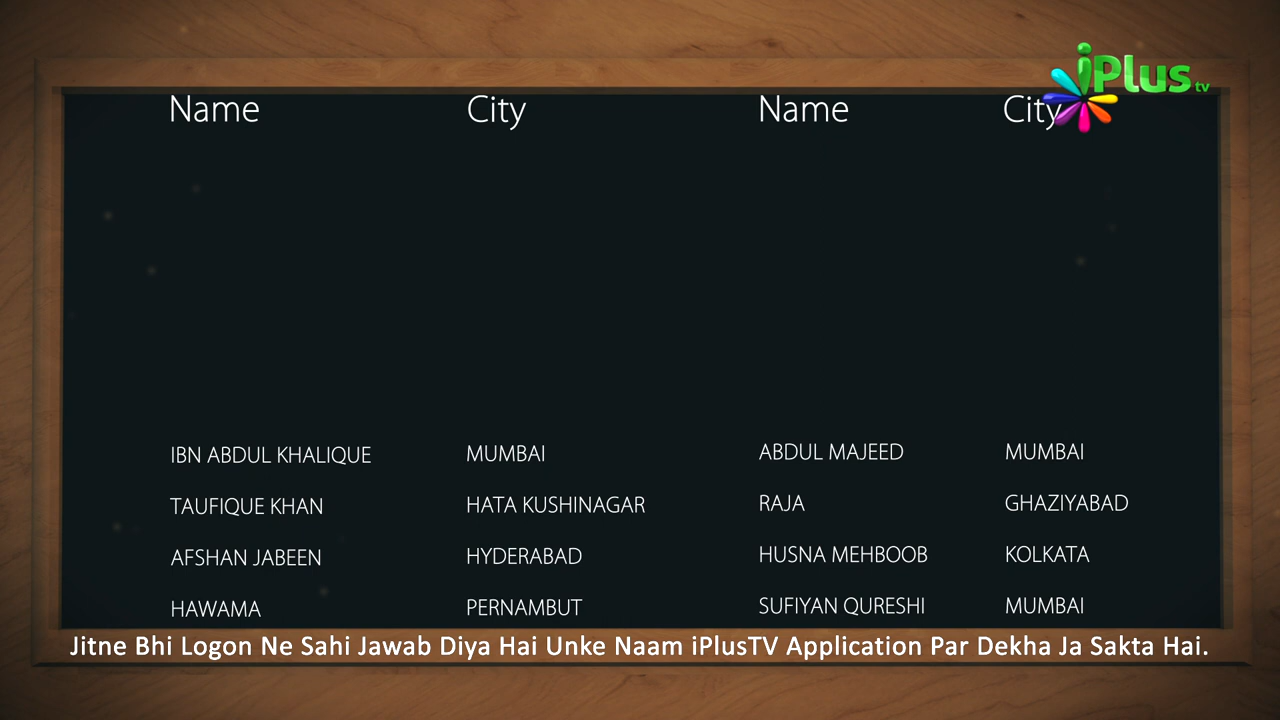 iPlus tv
Name City Name City
IBN ABDUL KHALIQUE MUMBAI ABDUL MAJEED MUMBAI
TAUFIQUE KHAN HATA KUSHINAGAR RAJA GHAZIYABAD
AFSHAN JABEEN HYDERABAD HUSNA MEHBOOB KOLKATA
HAWAMA PERNAMBUT SUFIYAN QURESHI MUMBAI
Jitne Bhi Logon Ne Sahi Jawab Diya Hai Unke Naam iPlusTV Application Par Dekha Ja Sakta Hai.